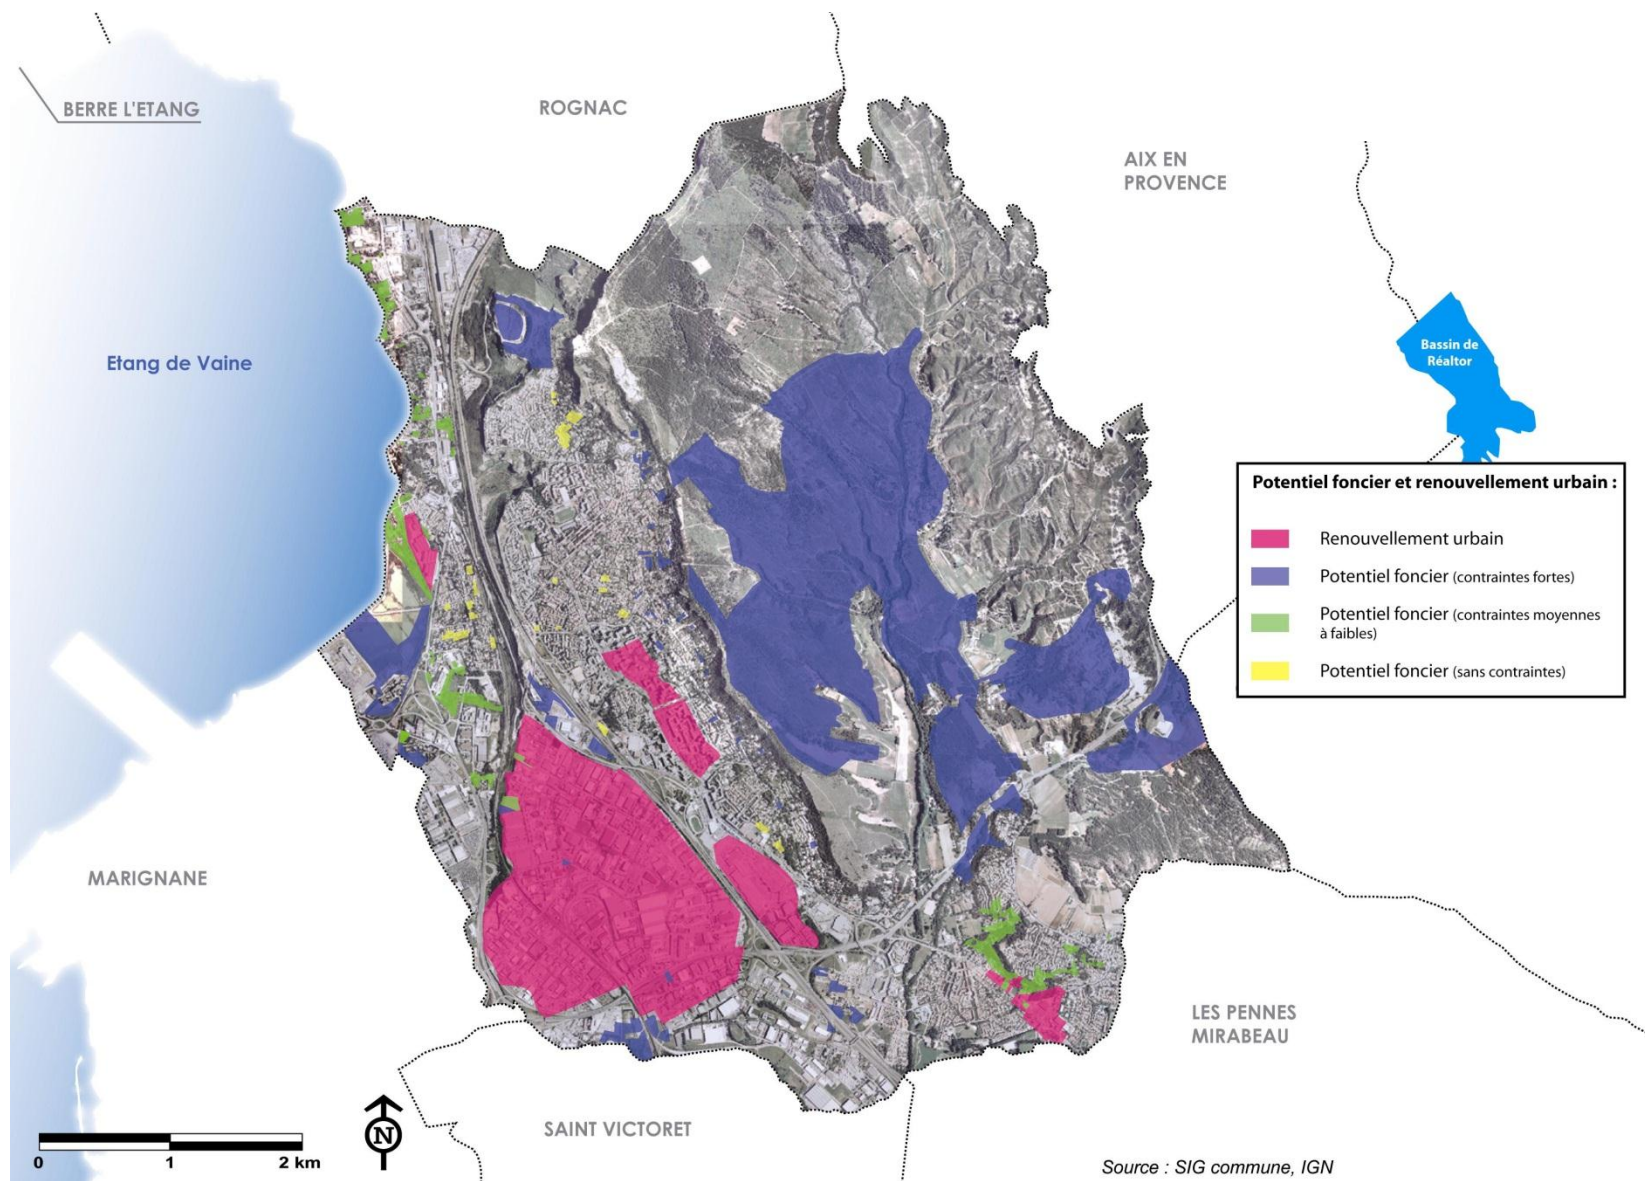 BERRE L'ETANG
ROGNAC
AIX EN
PROVENCE
Etang de Vaine
Bassin de
Réaltor
Potentiel foncier et renouvellement urbain :
Renouvellement urbain
Potentiel foncier (contraintes fortes)
Potentiel foncier (contraintes moyennes
à faibles)
Potentiel foncier (sans contraintes)
MARIGNANE
LES PENNES
MIRABEAU
SAINT VICTORET
N
0 1 2 km
Source : SIG commune, IGN